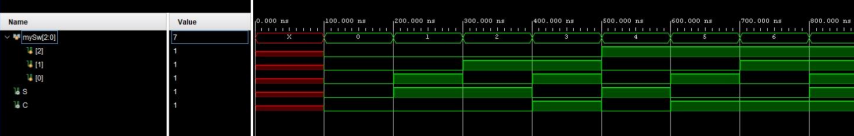 Name Value 0.000 ns 100.000 ns 200.000 ns 300.000 ns 400.000 ns 500.000 ns 600.000 ns 700.000 ns 800.000 ns
mySw[2:0] 7 X 0 1 2 3 4 5 6
[2] 1
[1] 1
[0] 1
S 1
C 1